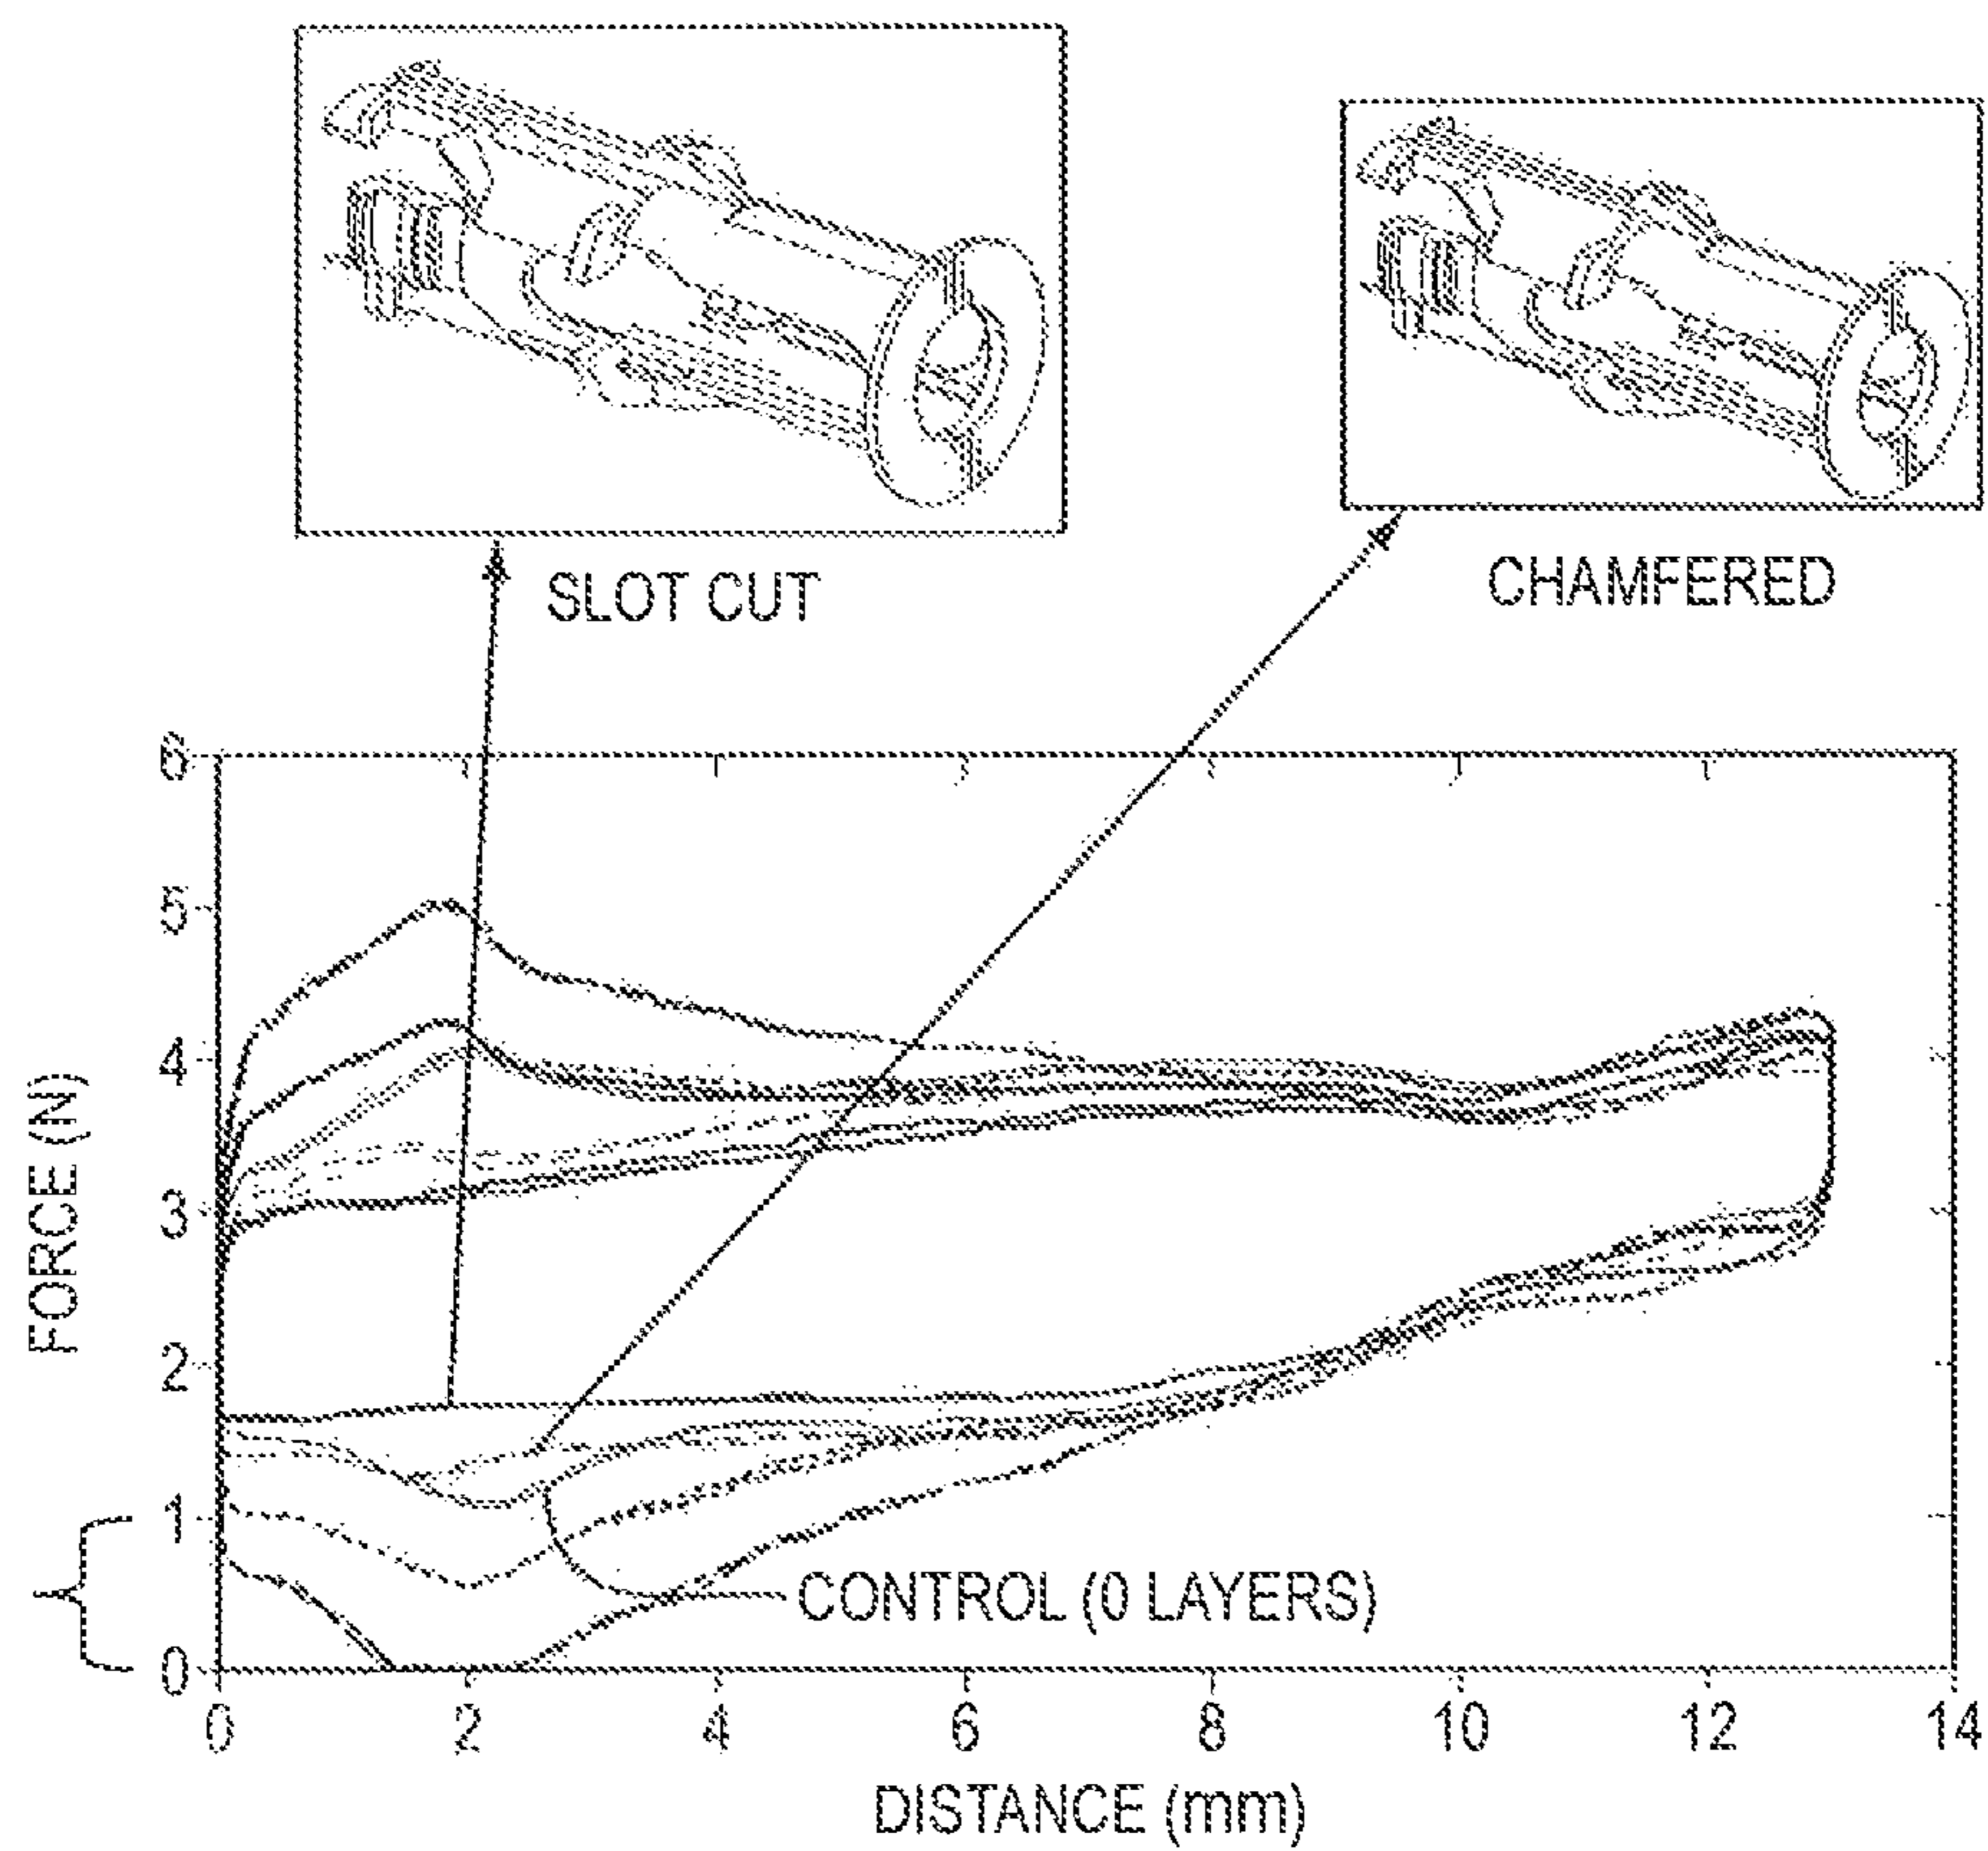 SLOT CUT
CHAMFERED
6
5
4
3
2
1
0
FORCE (N)
CONTROL (0 LAYERS)
0 2 4 6 8 10 12 14
DISTANCE (mm)